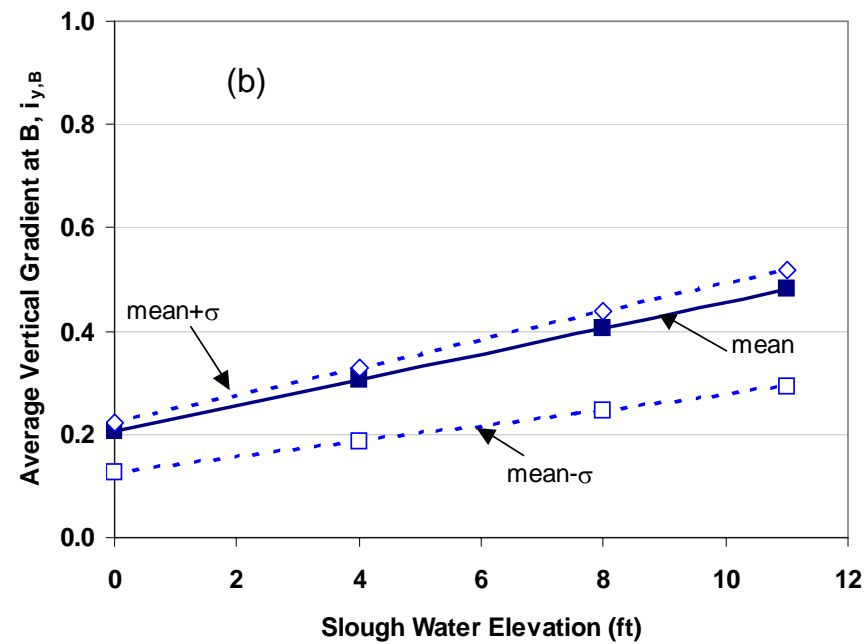 1.0
(b)
0.8
0.6
mean+σ
0.4
mean
0.2
mean-σ
0.0
0 2 4 6 8 10 12
Average Vertical Gradient at B, iy,B
Slough Water Elevation (ft)